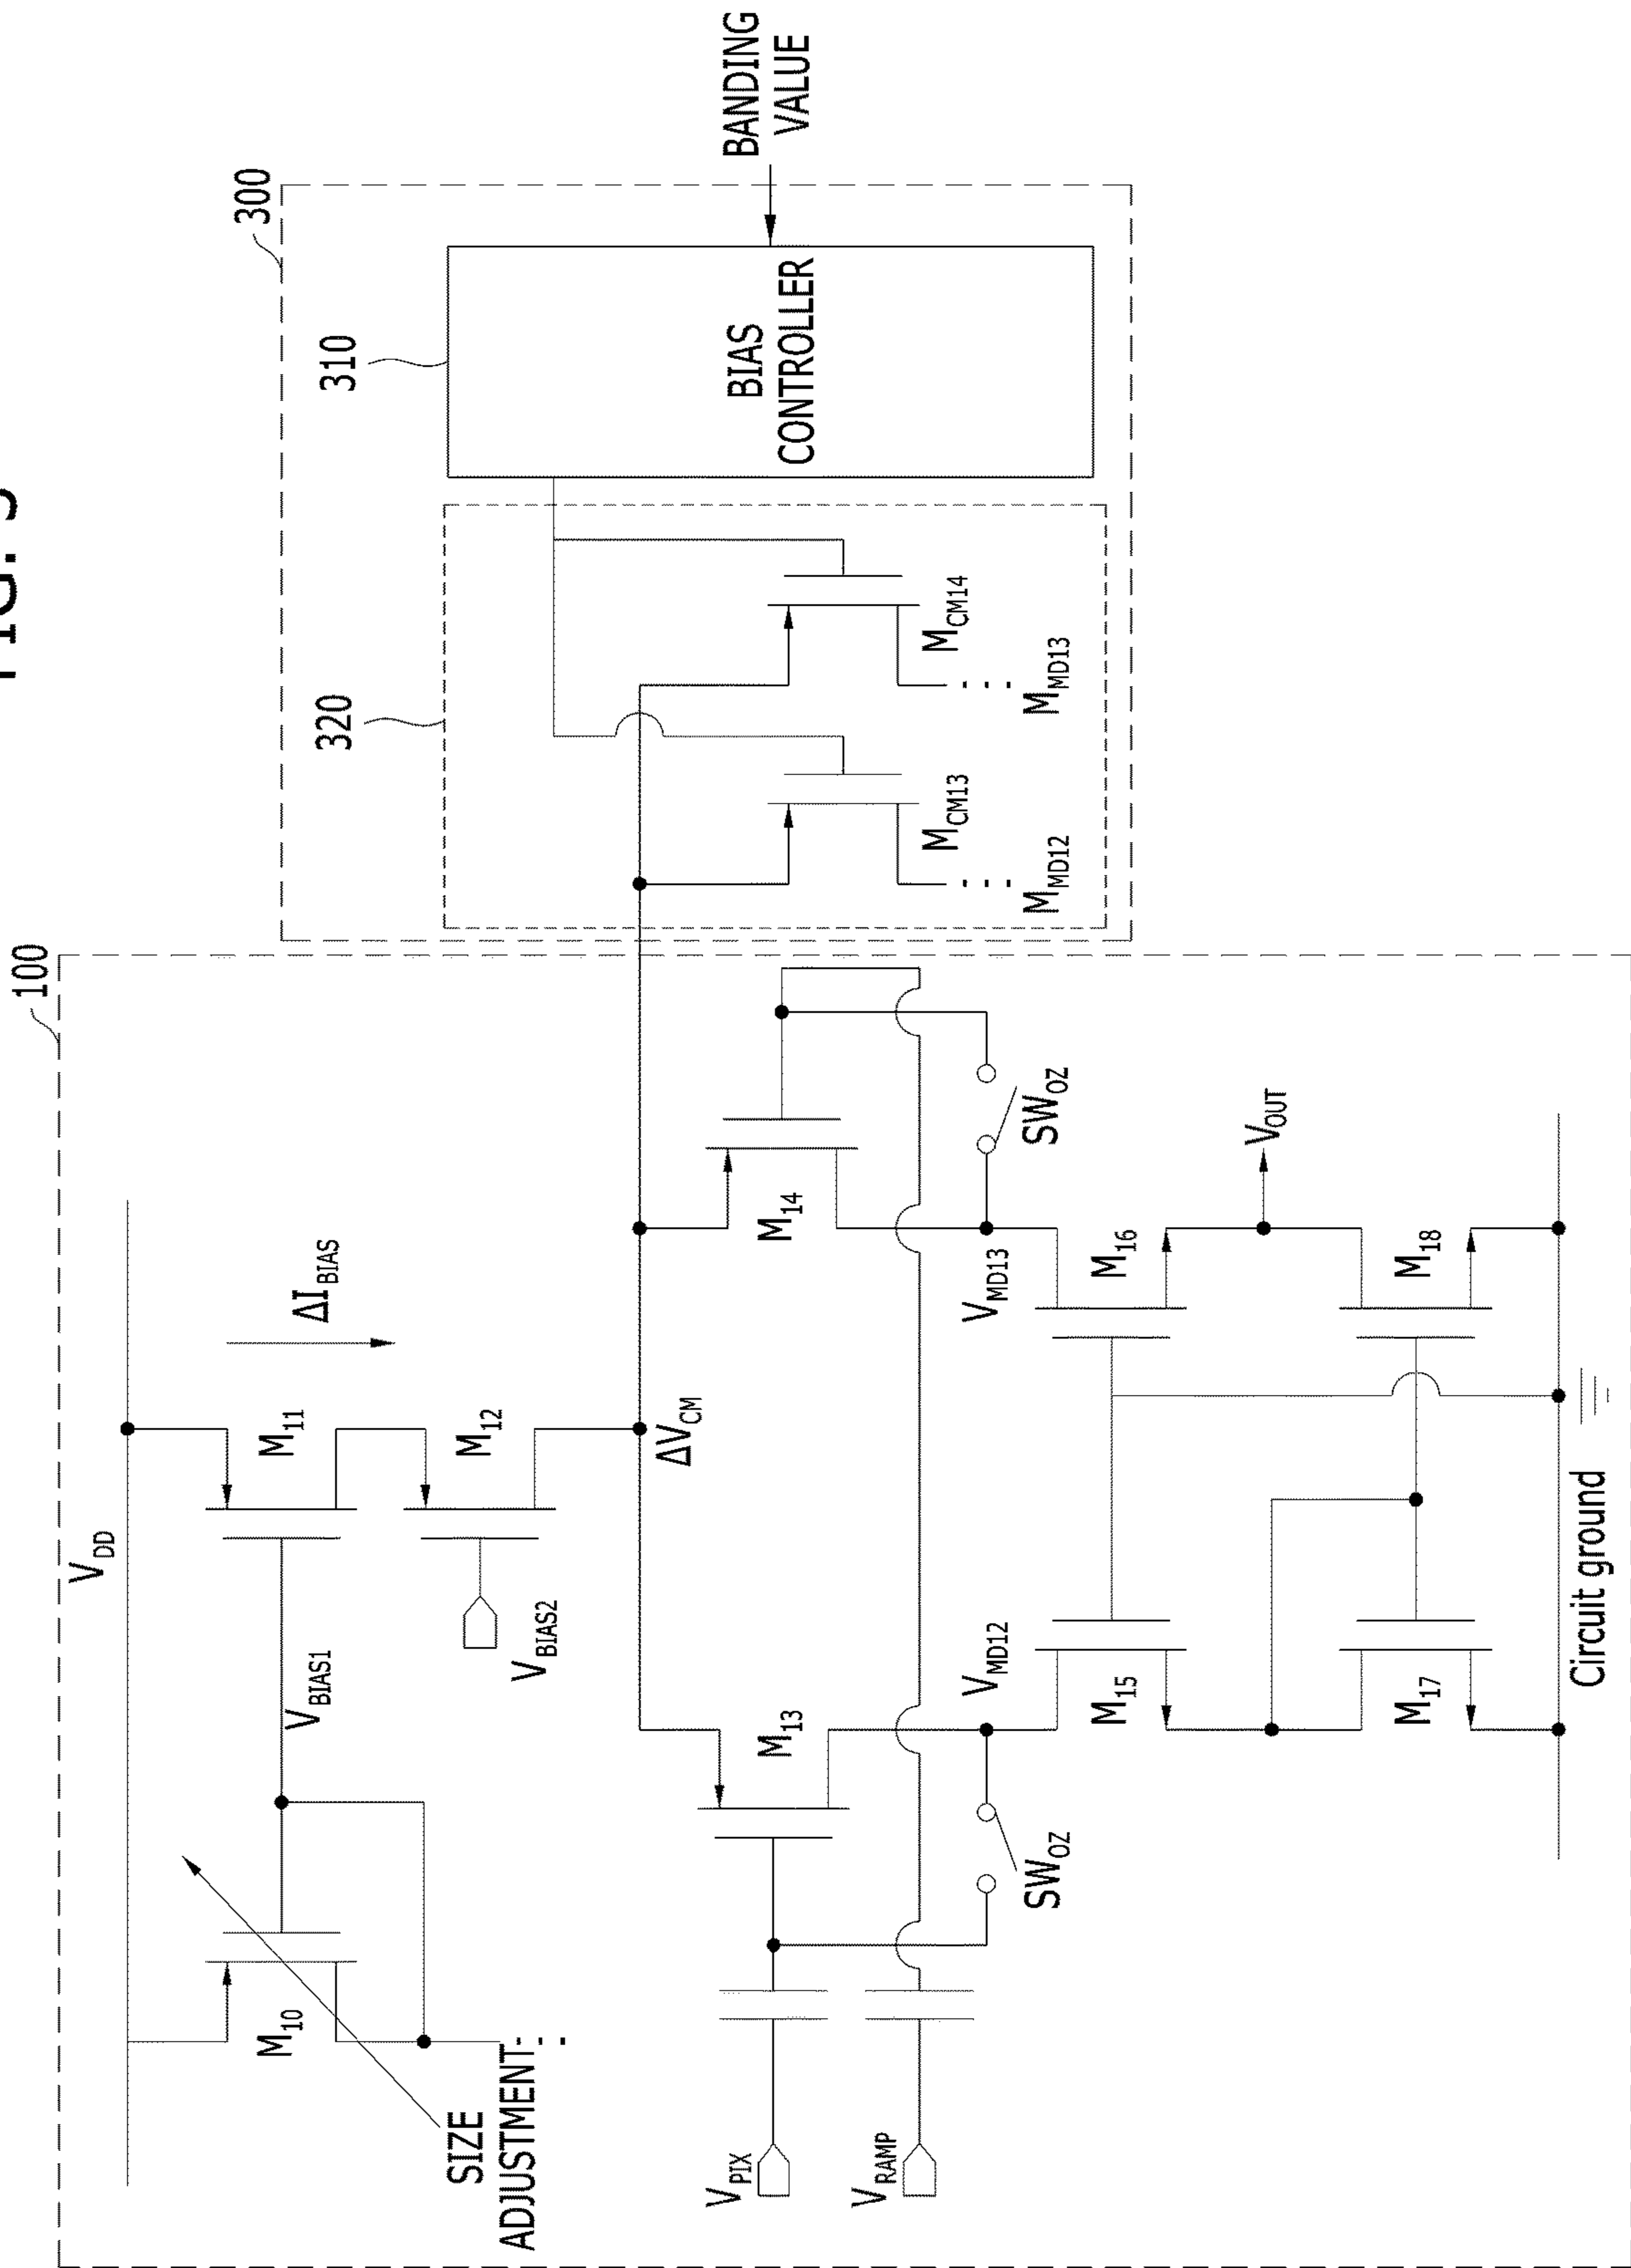 FIG.
100
V_DD
300
M_10
M_11
ΔI_BIAS
V_BIAS1
320
310
SIZE
ADJUSTMENT
M_12
V_BIAS2
ΔV_CM
BIAS
CONTROLLER
BANDING
VALUE
V_PIX
M_13
M_14
V_RAMP
M_CM13
M_CM14
V_MD12
V_MD13
M_MD12
M_MD13
SW_OZ
SW_OZ
M_15
M_16
V_OUT
M_17
M_18
Circuit ground